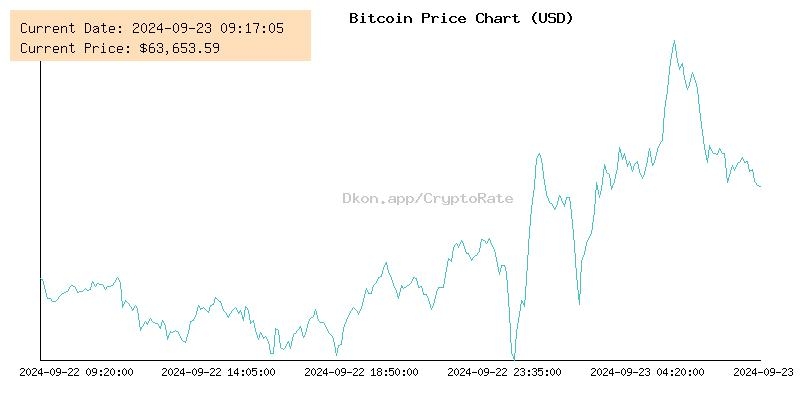 Bitcoin Price Chart (USD)
Current Date: 2024-09-23 09:17:05
Current Price: $63,653.59
Dkon.app/CryptoRate
2024-09-22 09:20:00
2024-09-22 14:05:00
2024-09-22 18:50:00
2024-09-22 23:35:00
2024-09-23 04:20:00
2024-09-23